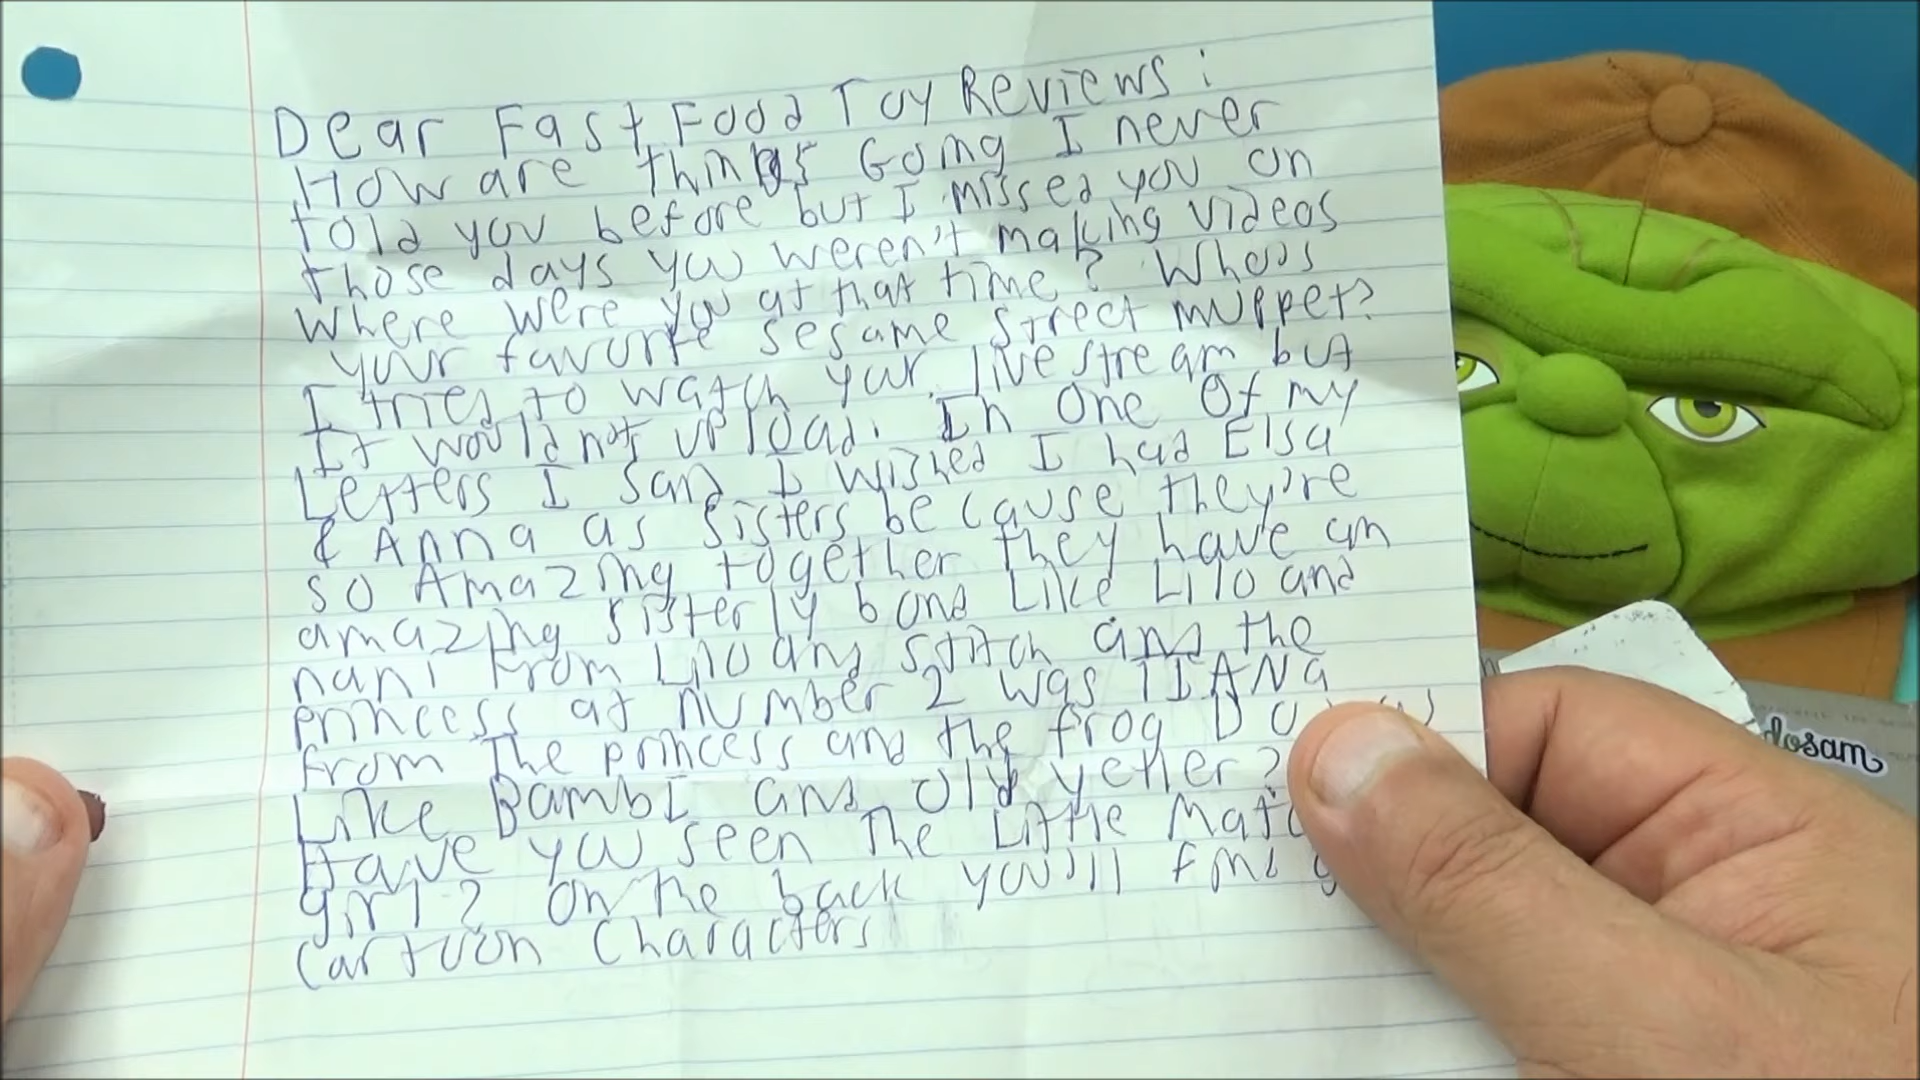 Dear Fast Food Toy Reviews:
How are things Going I never
told you before but I missed you on
those days you weren't making videos
where were you at that time? Who's
your favorite sesame street muppet?
I tried to watch your livestream but
It would not upload. In one of my
Letters I said I wished I had Elsa
& Anna as sisters because they're
so Amazing together they have an
amazing sisterly bond Like Lilo and
nani from Lilo and stitch and the
princess at number 2 was TIANa
from The princess and the frog
Like BambI and old yeller?
Have you seen the Little
girl? On the back you'll find
cartoon characters
dosam